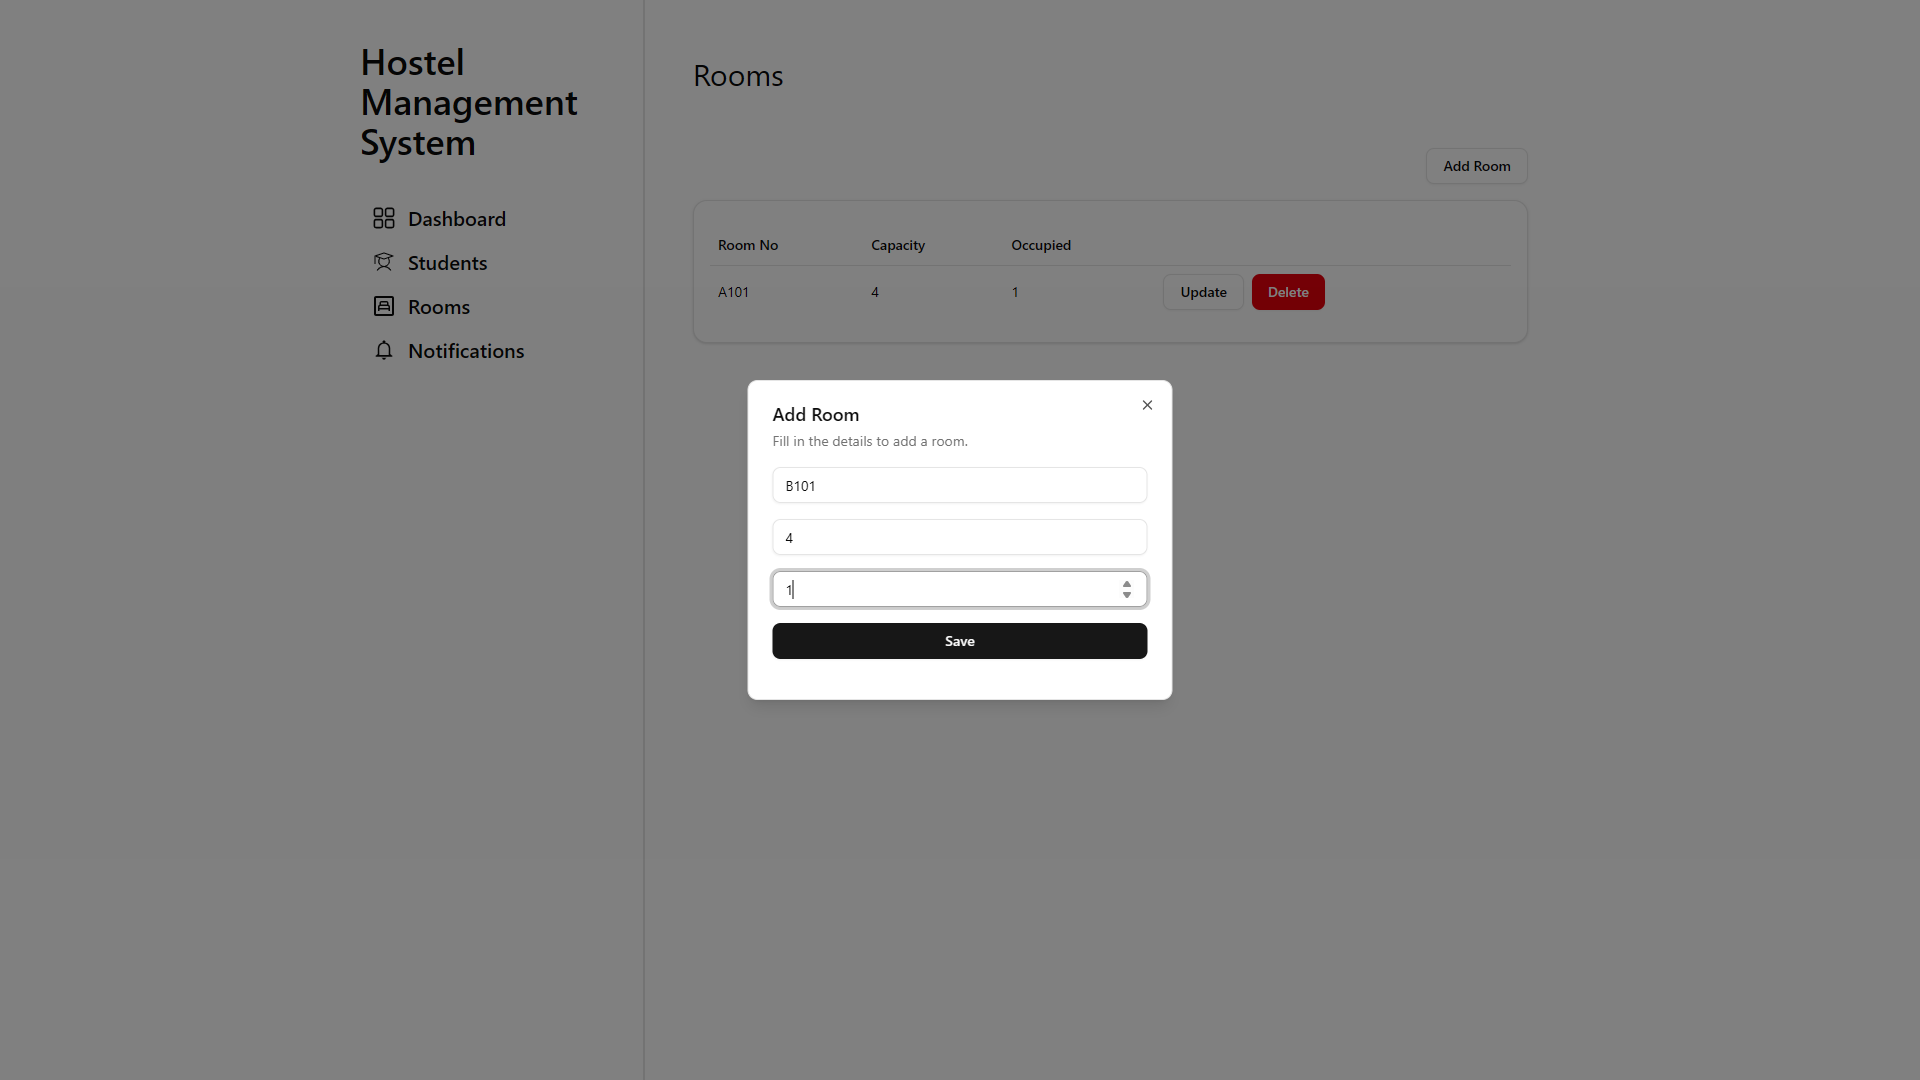 Hostel
Management
System
Dashboard
Students
Rooms
Notifications
Rooms
Add Room
Room No Capacity Occupied
A101 4 1 Update Delete
Add Room
Fill in the details to add a room.
B101
4
1
Save